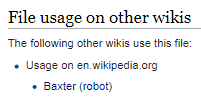 File usage on other wikis
The following other wikis use this file:
Usage on en.wikipedia.org
Baxter (robot)